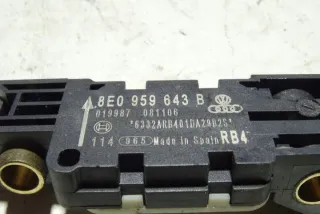 8E0 959 643 B
019987 081106
*6332ARB401DA29B2S*
114 965 Made in Spain RB4